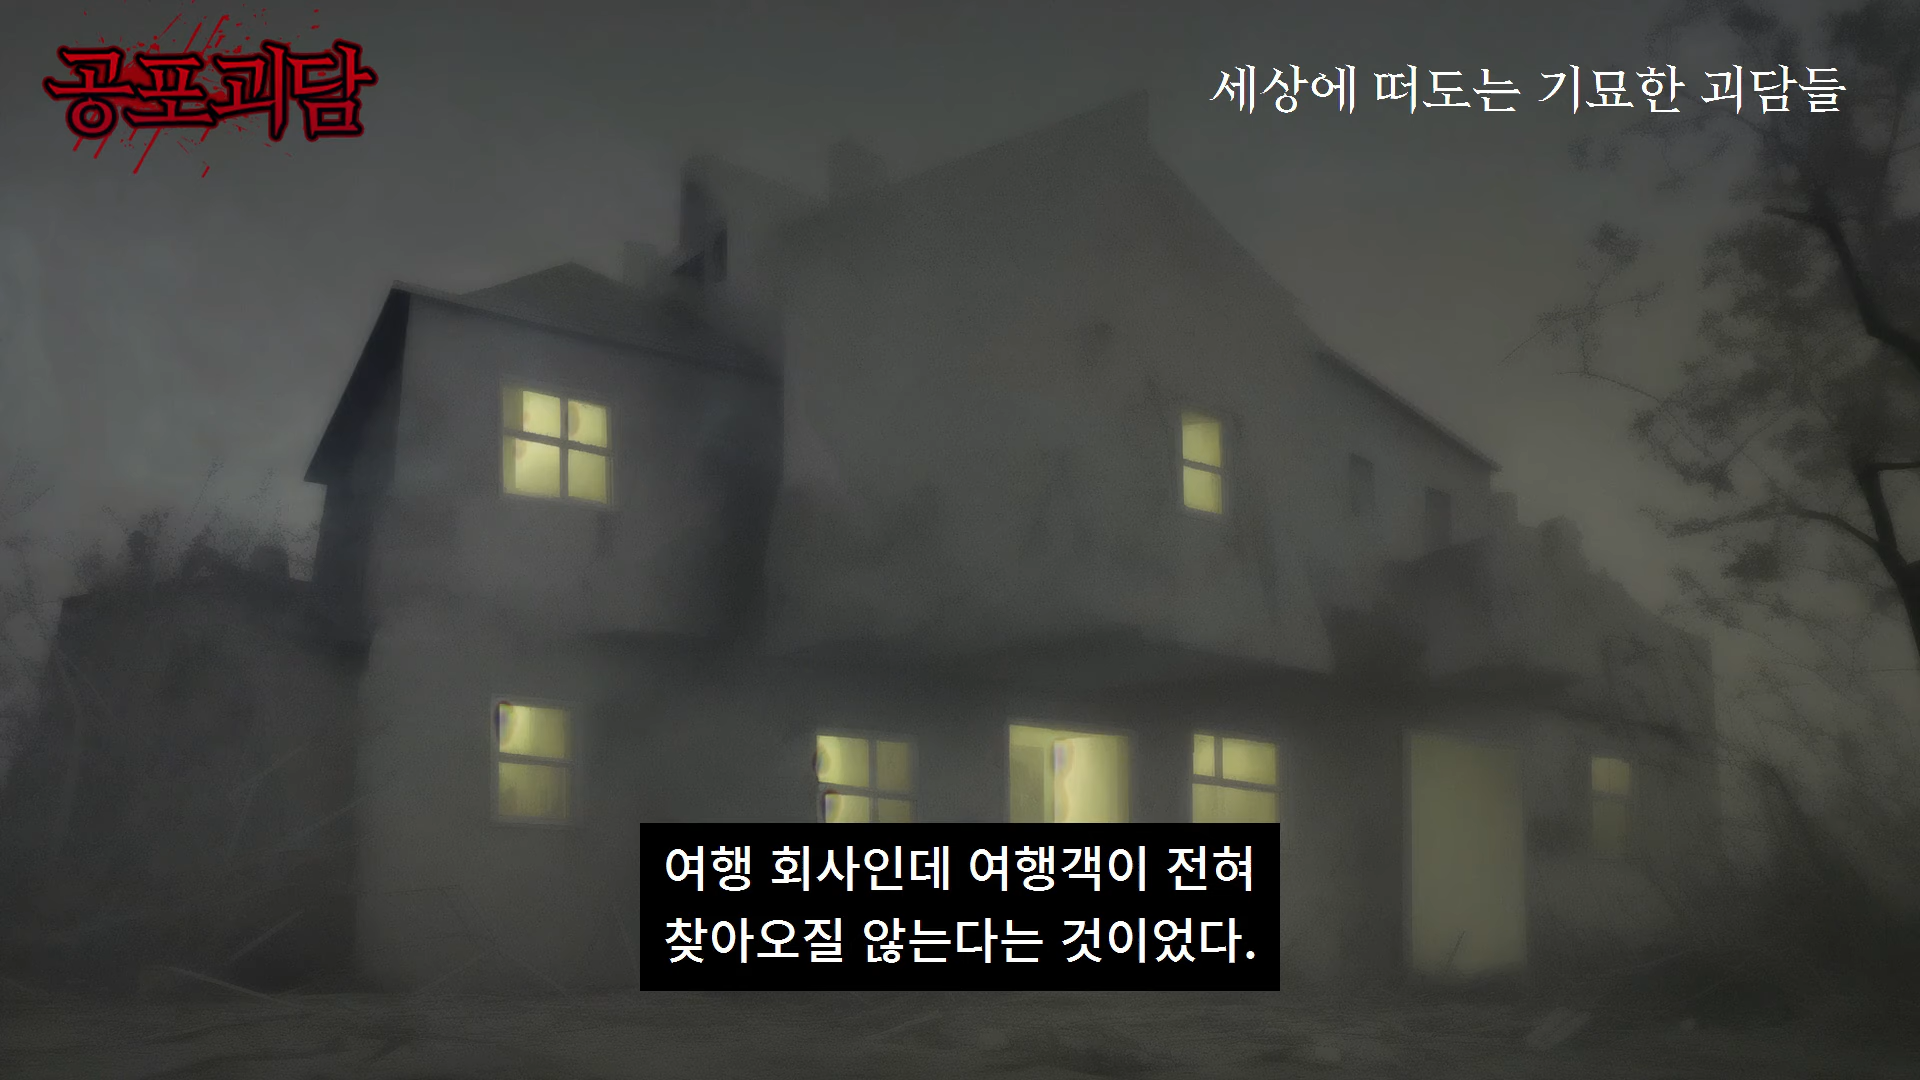 공포괴담
세상에 떠도는 기묘한 괴담들
여행 회사인데 여행객이 전혀
찾아오질 않는다는 것이었다.